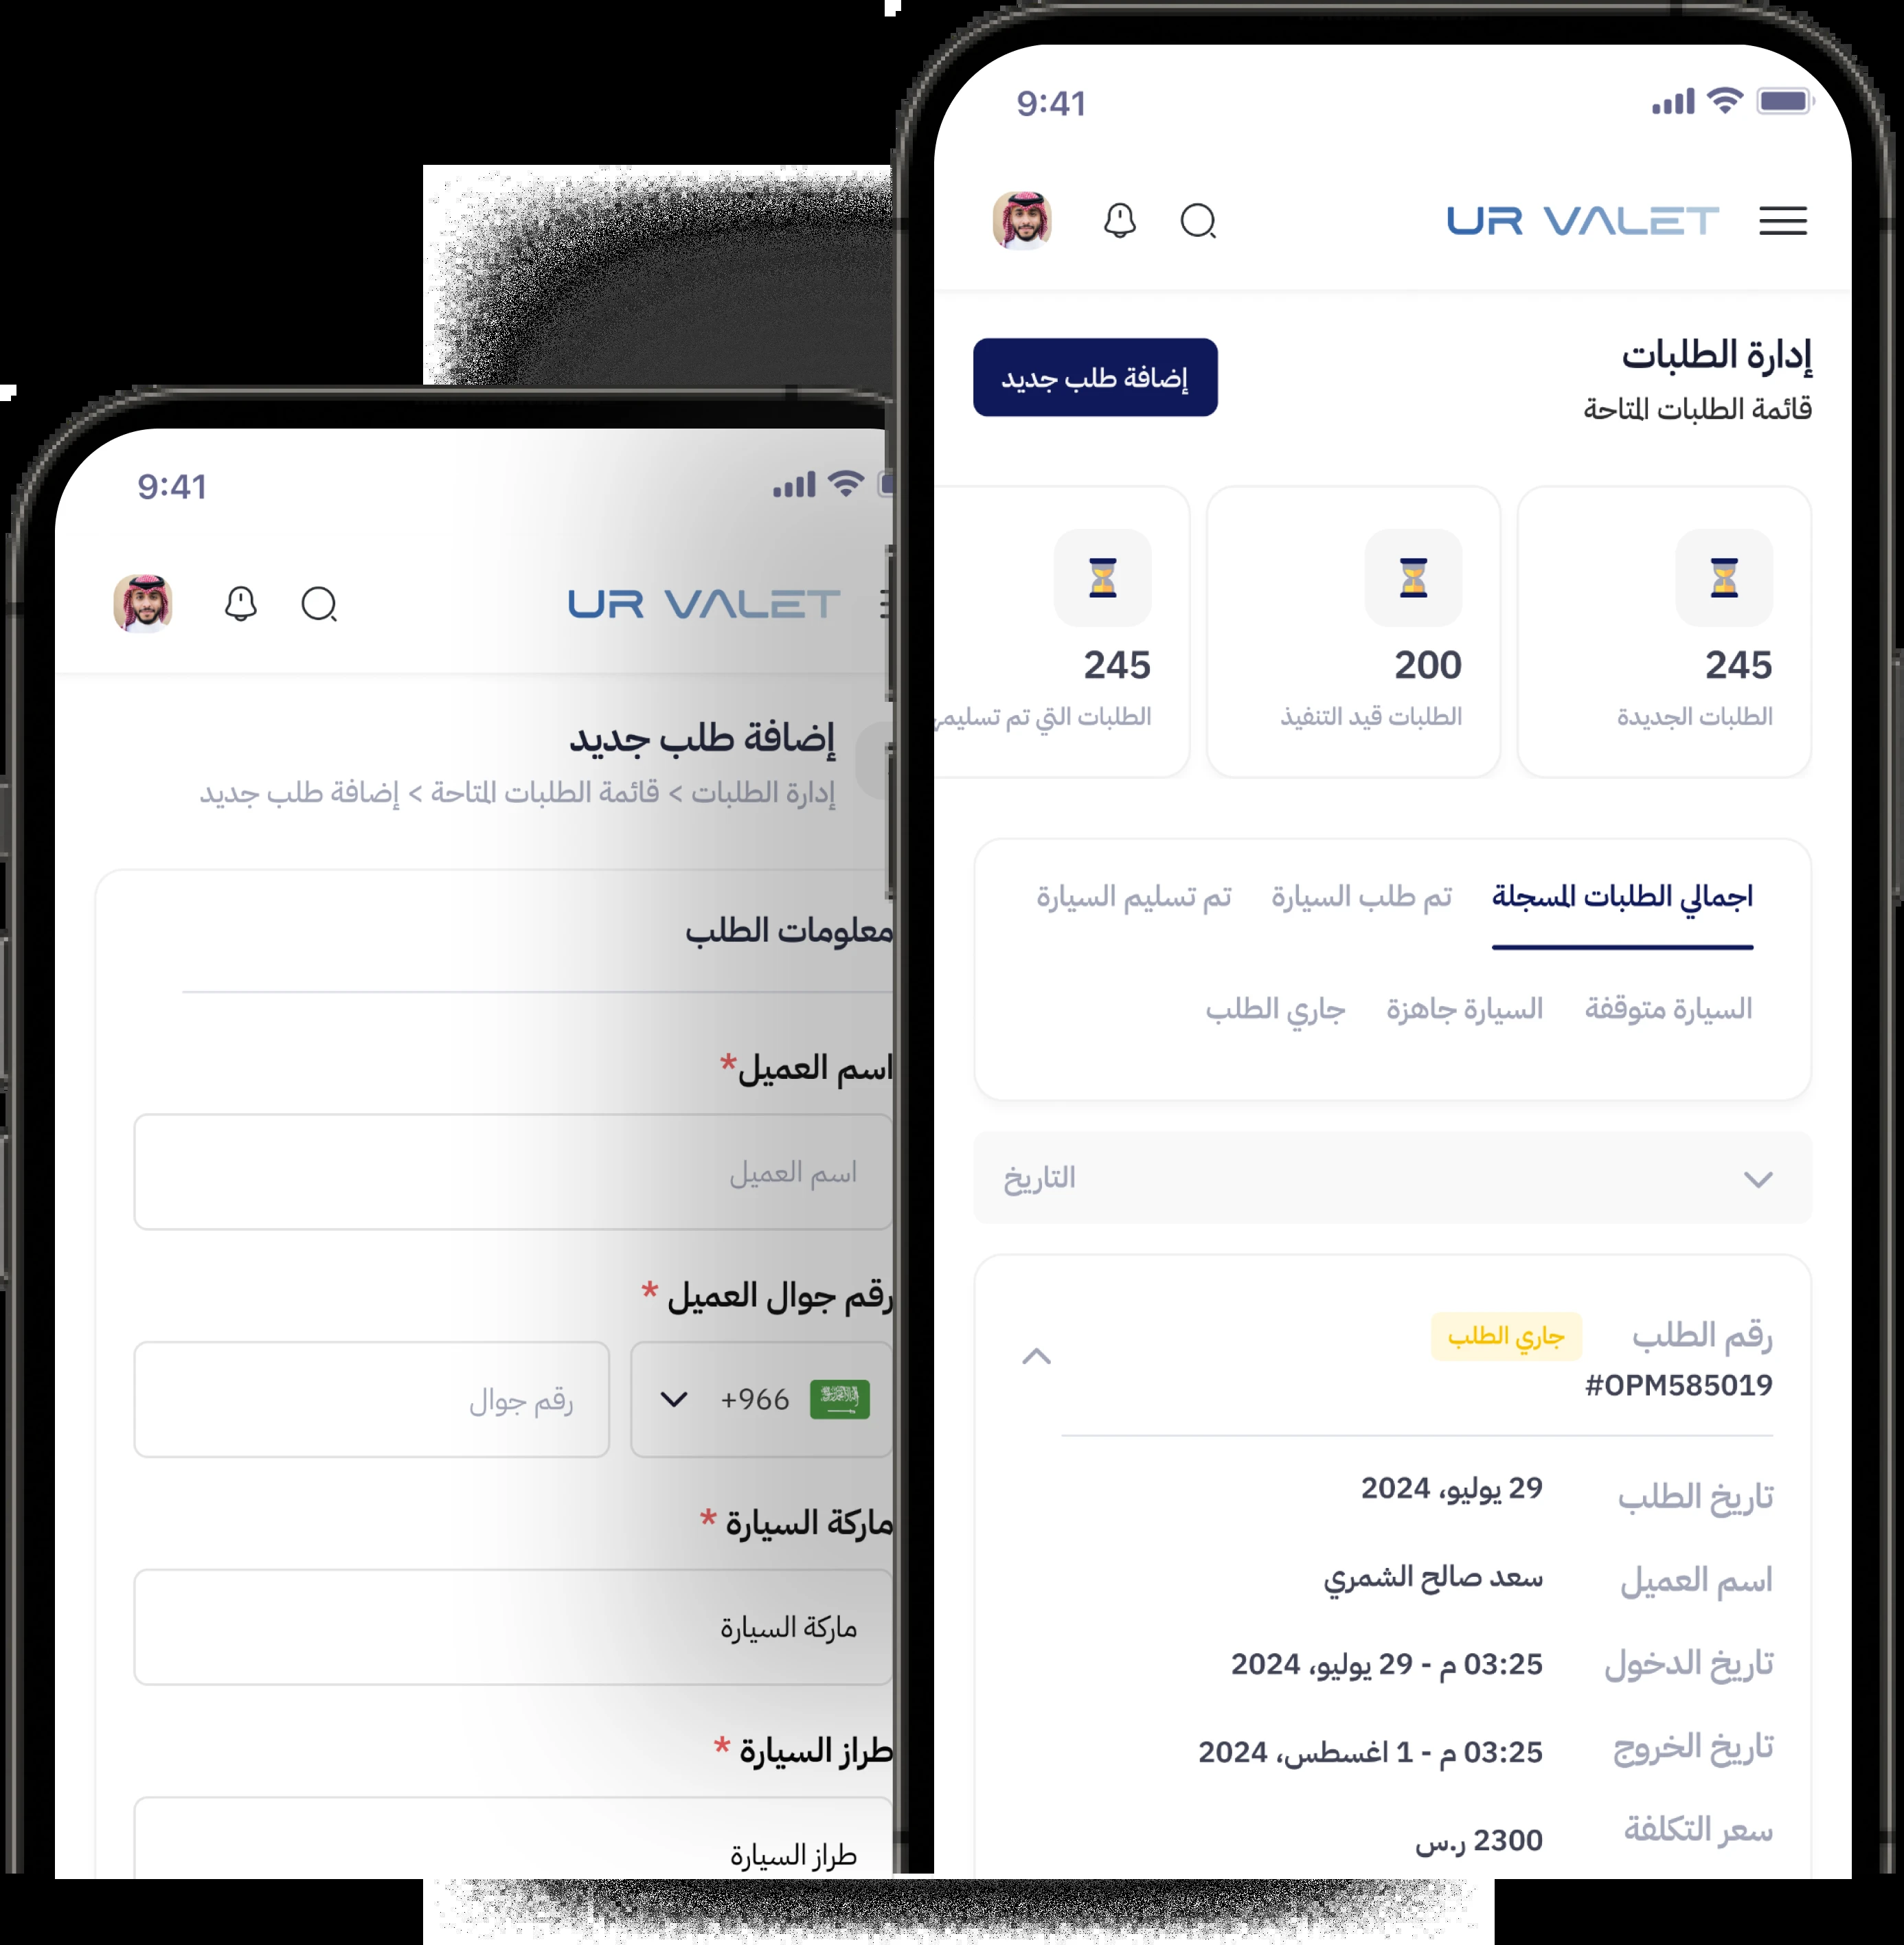 9:41
UR VALET
إدارة الطلبات
قائمة الطلبات المتاحة
إضافة طلب جديد
245
الطلبات الجديدة
200
الطلبات قيد التنفيذ
245
الطلبات التي تم تسليمها
اجمالي الطلبات المسجلة
تم طلب السيارة
تم تسليم السيارة
السيارة متوقفة
السيارة جاهزة
جاري الطلب
التاريخ
رقم الطلب
جاري الطلب
#OPM585019
تاريخ الطلب
29 يوليو، 2024
اسم العميل
سعد صالح الشمري
تاريخ الدخول
03:25 م - 29 يوليو، 2024
تاريخ الخروج
03:25 م - 1 اغسطس، 2024
سعر التكلفة
2300 ر.س
9:41
UR VALET
إضافة طلب جديد
إدارة الطلبات > قائمة الطلبات المتاحة > إضافة طلب جديد
معلومات الطلب
اسم العميل*
اسم العميل
رقم جوال العميل *
+966
رقم جوال
ماركة السيارة *
ماركة السيارة
طراز السيارة *
طراز السيارة